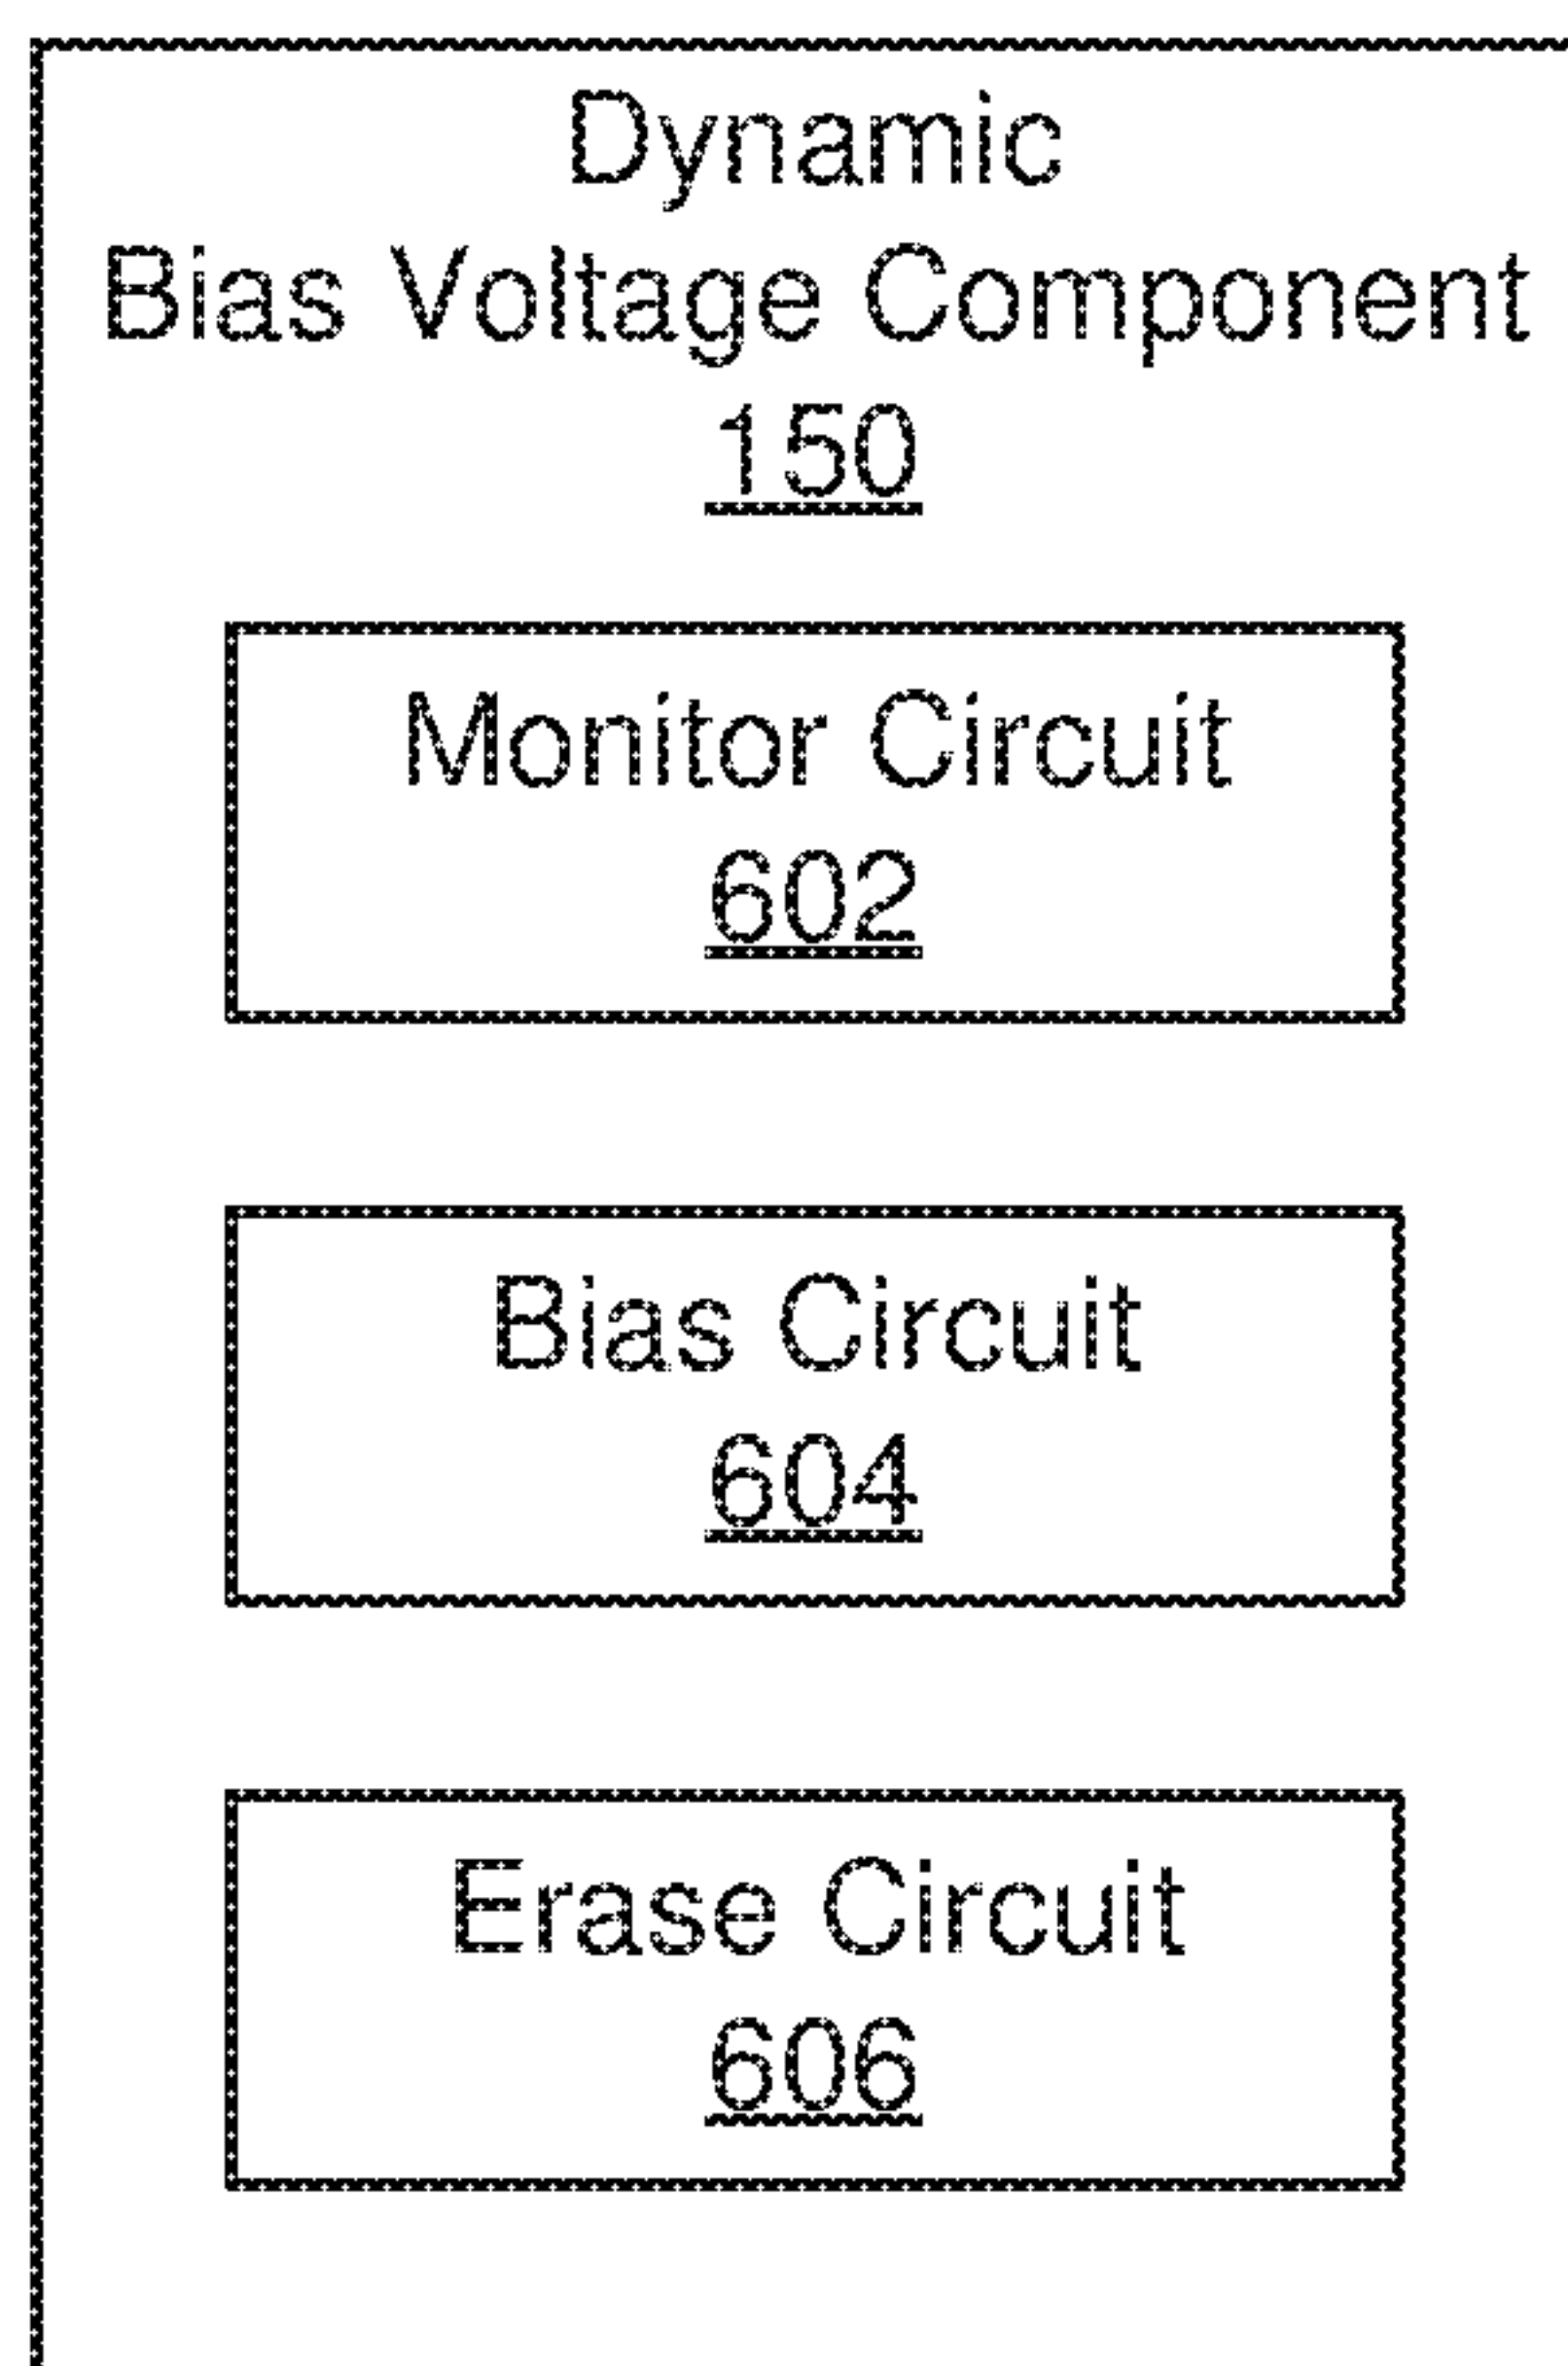 Dynamic
Bias Voltage Component
150
Monitor Circuit
602
Bias Circuit
604
Erase Circuit
606